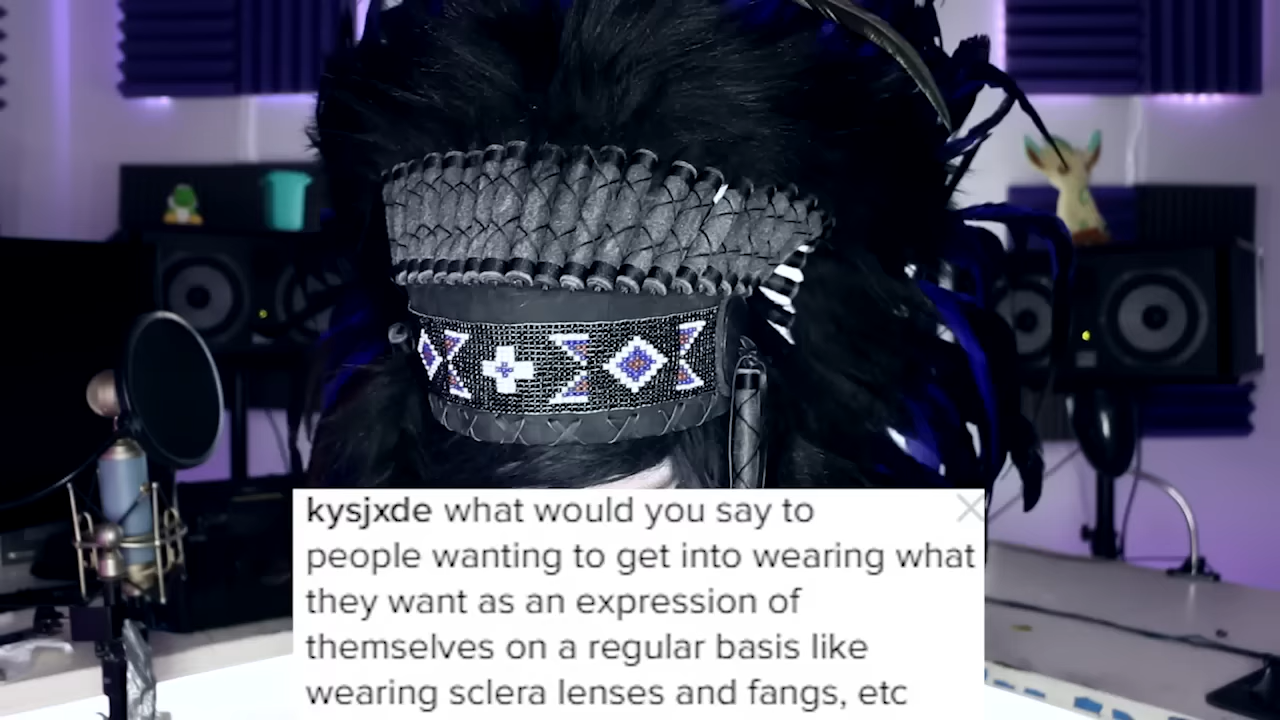 kysjxde what would you say to
people wanting to get into wearing what
they want as an expression of
themselves on a regular basis like
wearing sclera lenses and fangs, etc